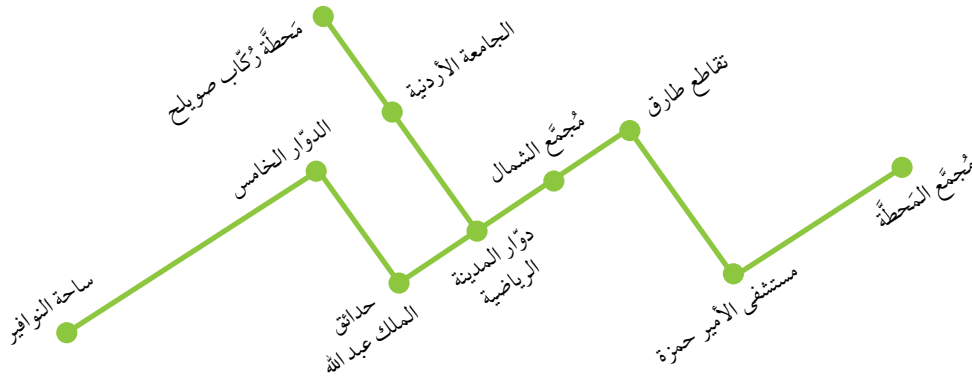 مَحطَّة رُكّاب صويلح
الجامعة الأردنية
تقاطع طارق
مُجمَّع الشمال
الدوّار الخامس
مُجمَّع المَحطَّة
دوّار المدينة
الرياضية
مستشفى الأمير حمزة
ساحة النوافير
حدائق
الملك عبد الله